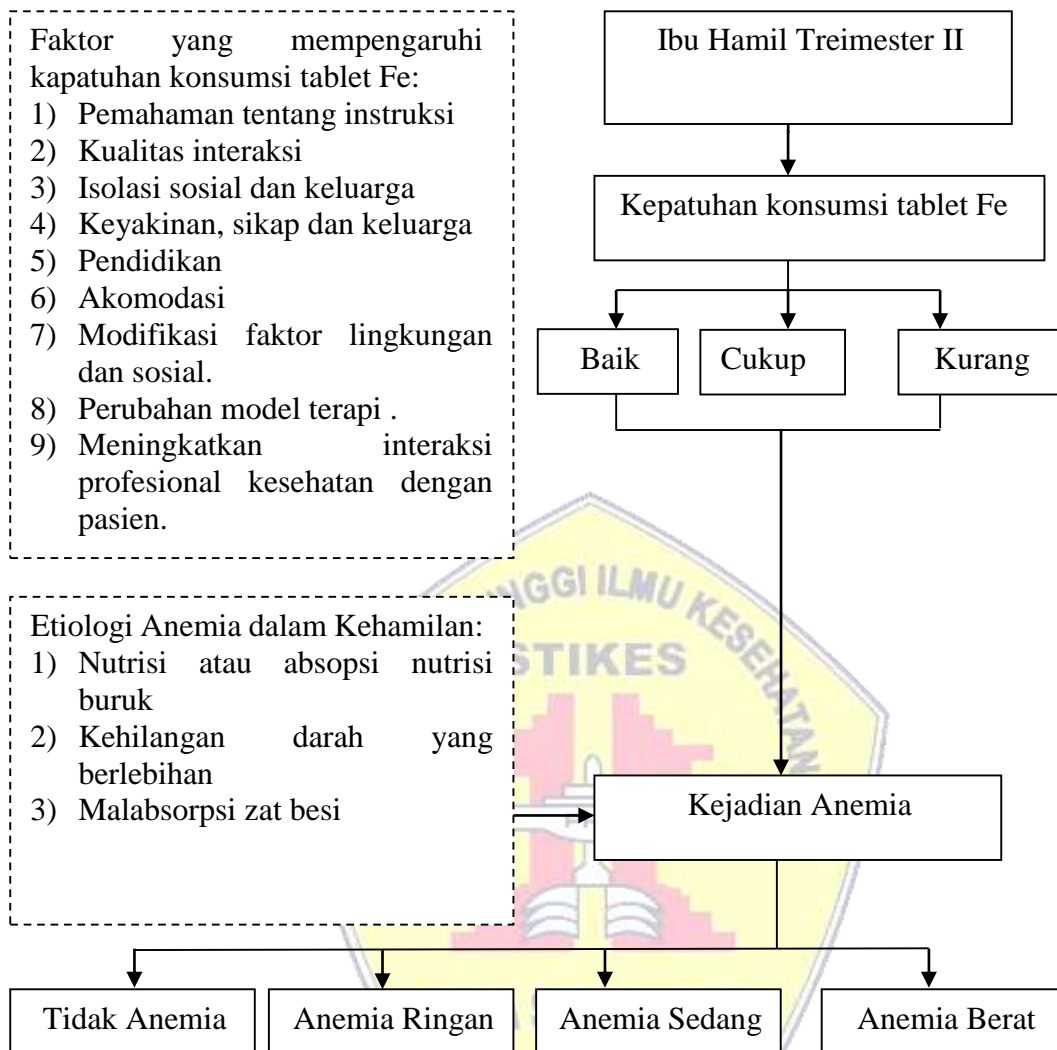 Faktor yang mempengaruhi
kapatuhan konsumsi tablet Fe:
1) Pemahaman tentang instruksi
2) Kualitas interaksi
3) Isolasi sosial dan keluarga
4) Keyakinan, sikap dan keluarga
5) Pendidikan
6) Akomodasi
7) Modifikasi faktor lingkungan
dan sosial.
8) Perubahan model terapi .
9) Meningkatkan interaksi
profesional kesehatan dengan
pasien.
Ibu Hamil Treimester II
Kepatuhan konsumsi tablet Fe
Baik
Cukup
Kurang
Etiologi Anemia dalam Kehamilan:
1) Nutrisi atau absopsi nutrisi
buruk
2) Kehilangan darah yang
berlebihan
3) Malabsorpsi zat besi
NGGI ILMU KESEHATAN
STIKES
Kejadian Anemia
Tidak Anemia
Anemia Ringan
Anemia Sedang
Anemia Berat